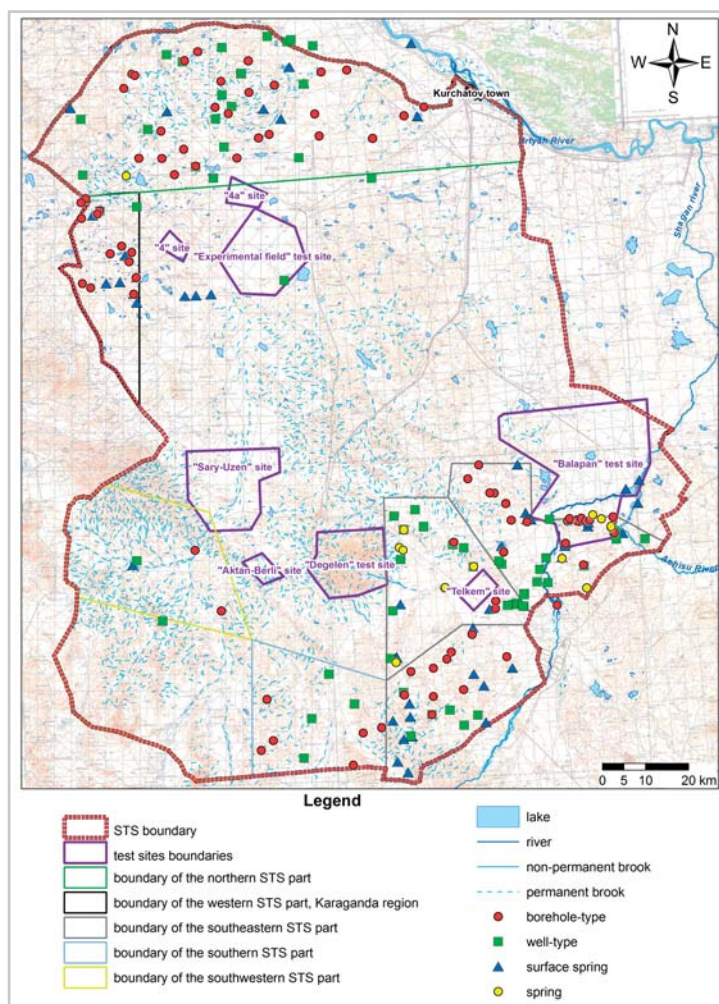 N
W E
S
Kurchatov town
Irtysh River
Shagan river
"4a" site
"4" site
"Experimental field" test site
"Sary-Uzen" site
"Balapan" test site
"Aktan-Berli" site
"Degelen" test site
"Telkem" site
Ashisu River
0 5 10 20 km
Legend
STS boundary
test sites boundaries
boundary of the northern STS part
boundary of the western STS part, Karaganda region
boundary of the southeastern STS part
boundary of the southern STS part
boundary of the southwestern STS part
lake
river
non-permanent brook
permanent brook
borehole-type
well-type
surface spring
spring